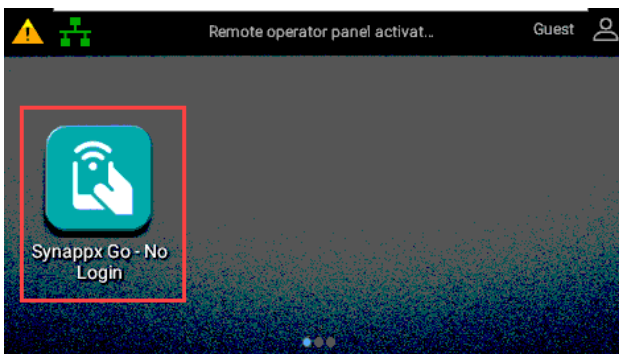 Remote operator panel activat...
Guest
Synappx Go - No
Login